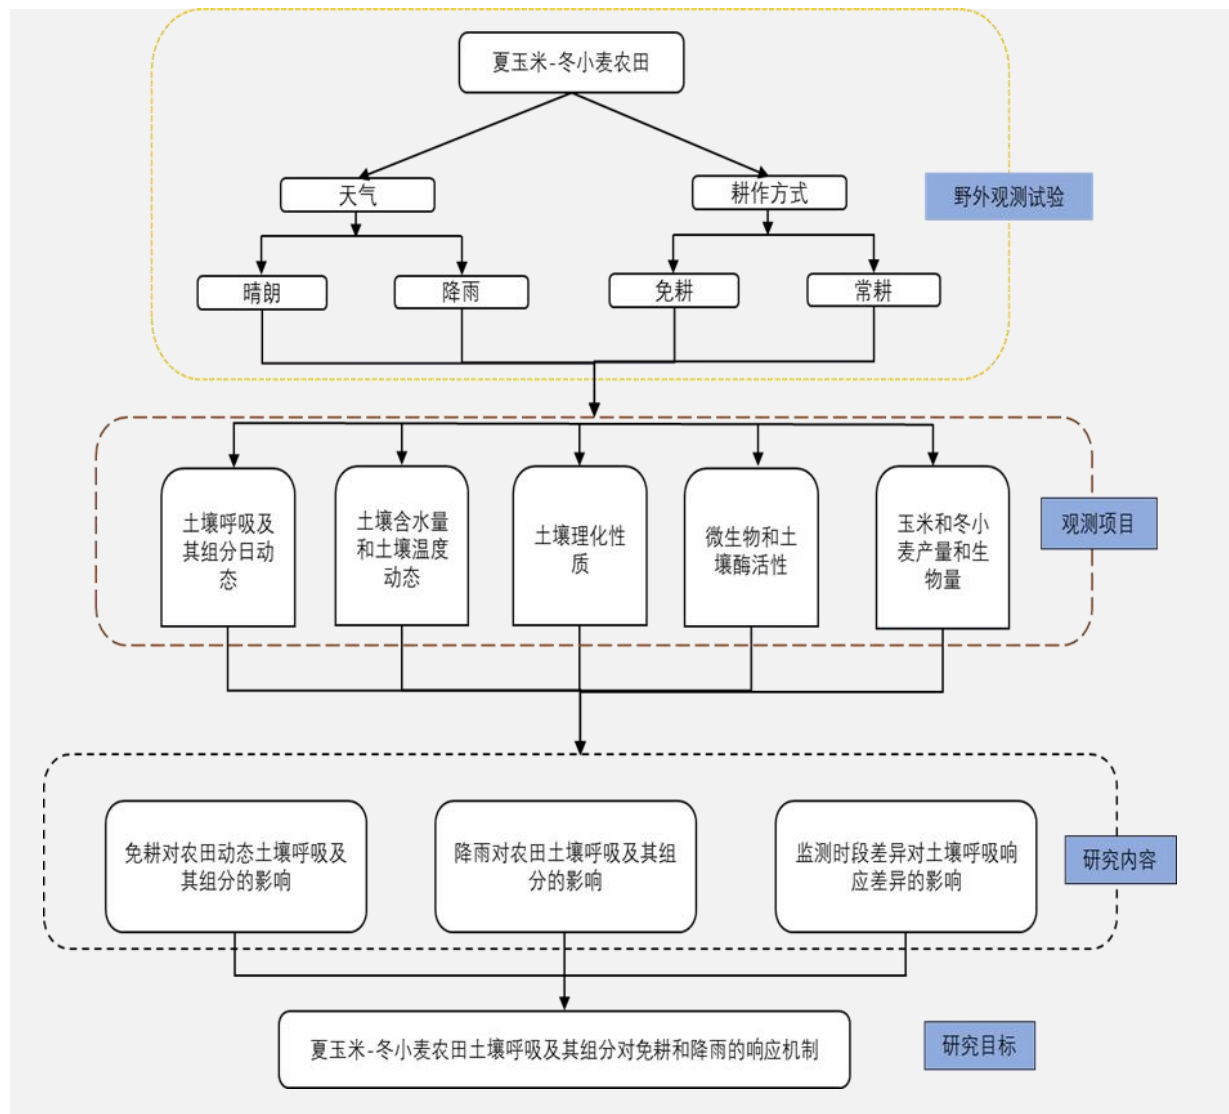 夏玉米-冬小麦农田
天气
耕作方式
野外观测试验
晴朗
降雨
免耕
常耕
土壤呼吸及
其组分日动
态
土壤含水量
和土壤温度
动态
土壤理化性
质
微生物和土
壤酶活性
玉米和冬小
麦产量和生
物量
观测项目
免耕对农田动态土壤呼吸及
其组分的影响
降雨对农田土壤呼吸及其组
分的影响
监测时段差异对土壤呼吸响
应差异的影响
研究内容
夏玉米-冬小麦农田土壤呼吸及其组分对免耕和降雨的响应机制
研究目标